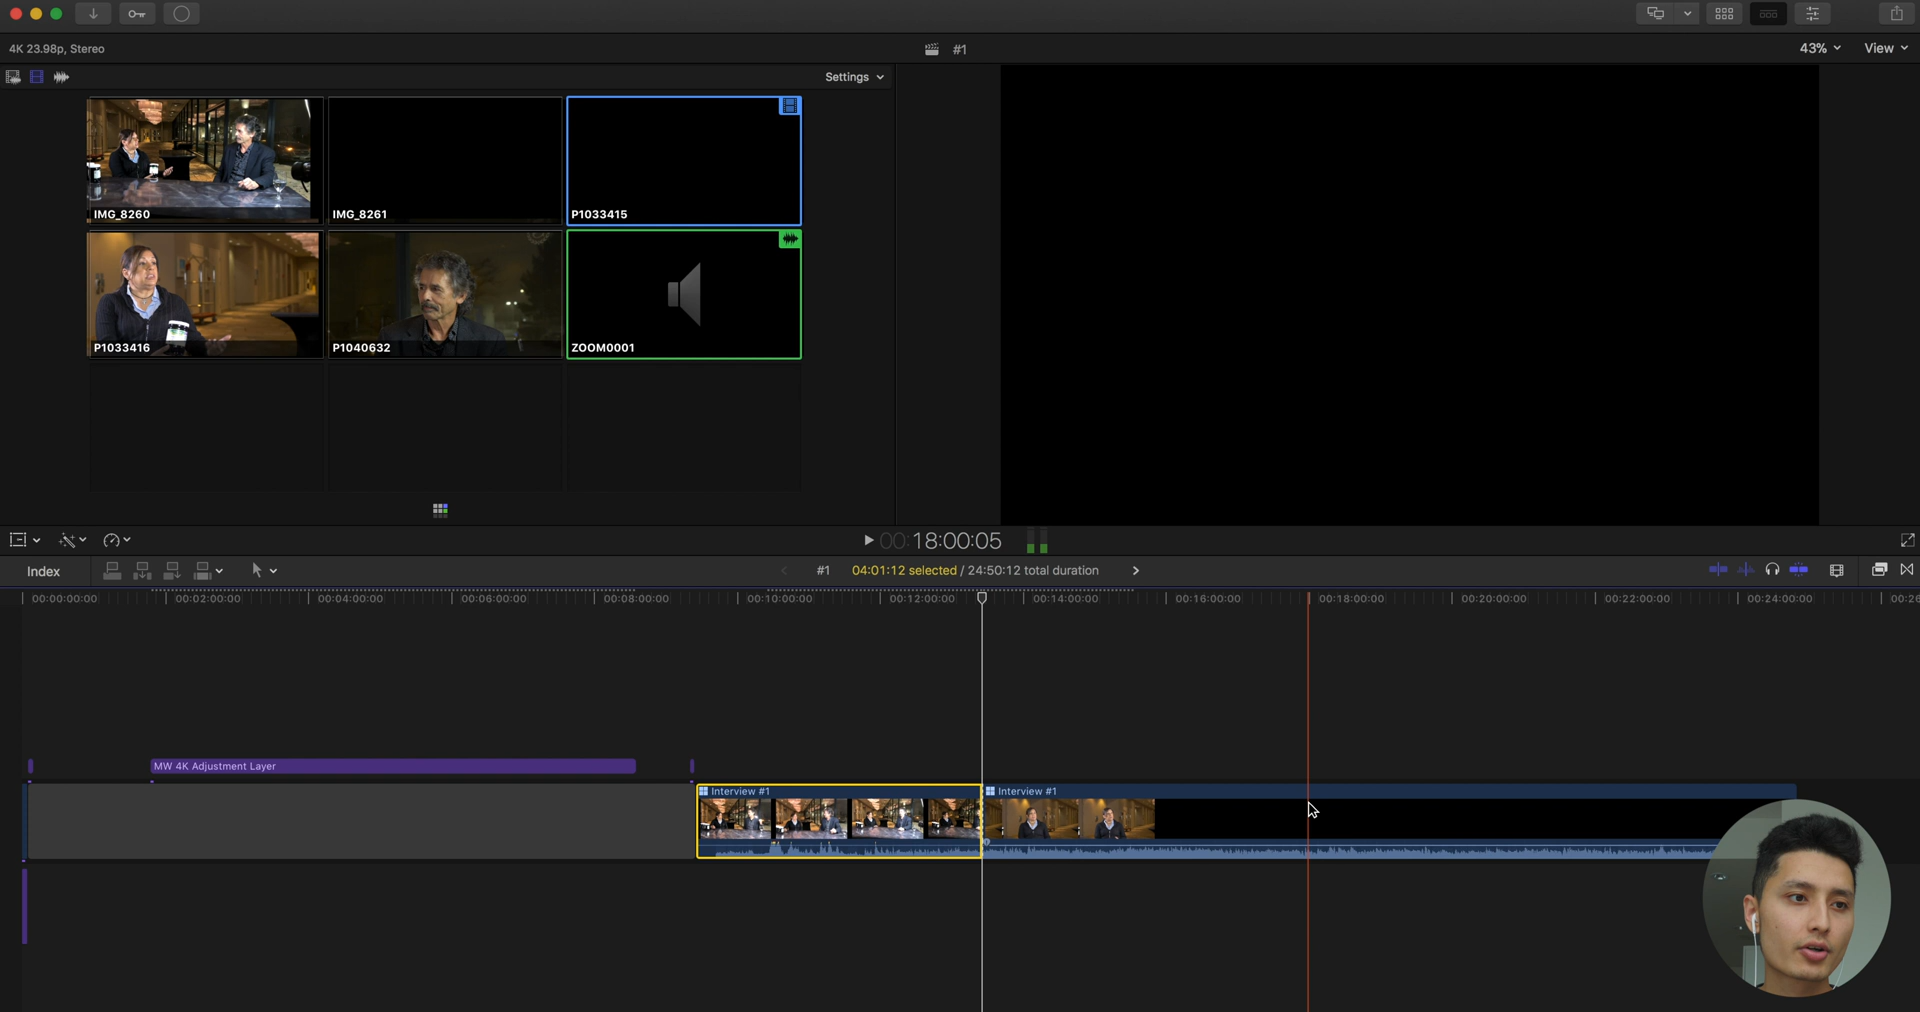 4K 23.98p, Stereo
#1
43%
View
Settings
IMG_8260
IMG_8261
P1033415
P1033416
P1040632
ZOOM0001
00:18:00:05
Index
#1
04:01:12 selected / 24:50:12 total duration
00:00:00:00
00:02:00:00
00:04:00:00
00:06:00:00
00:08:00:00
00:10:00:00
00:12:00:00
00:14:00:00
00:16:00:00
00:18:00:00
00:20:00:00
00:22:00:00
00:24:00:00
00:26
MW 4K Adjustment Layer
Interview #1
Interview #1